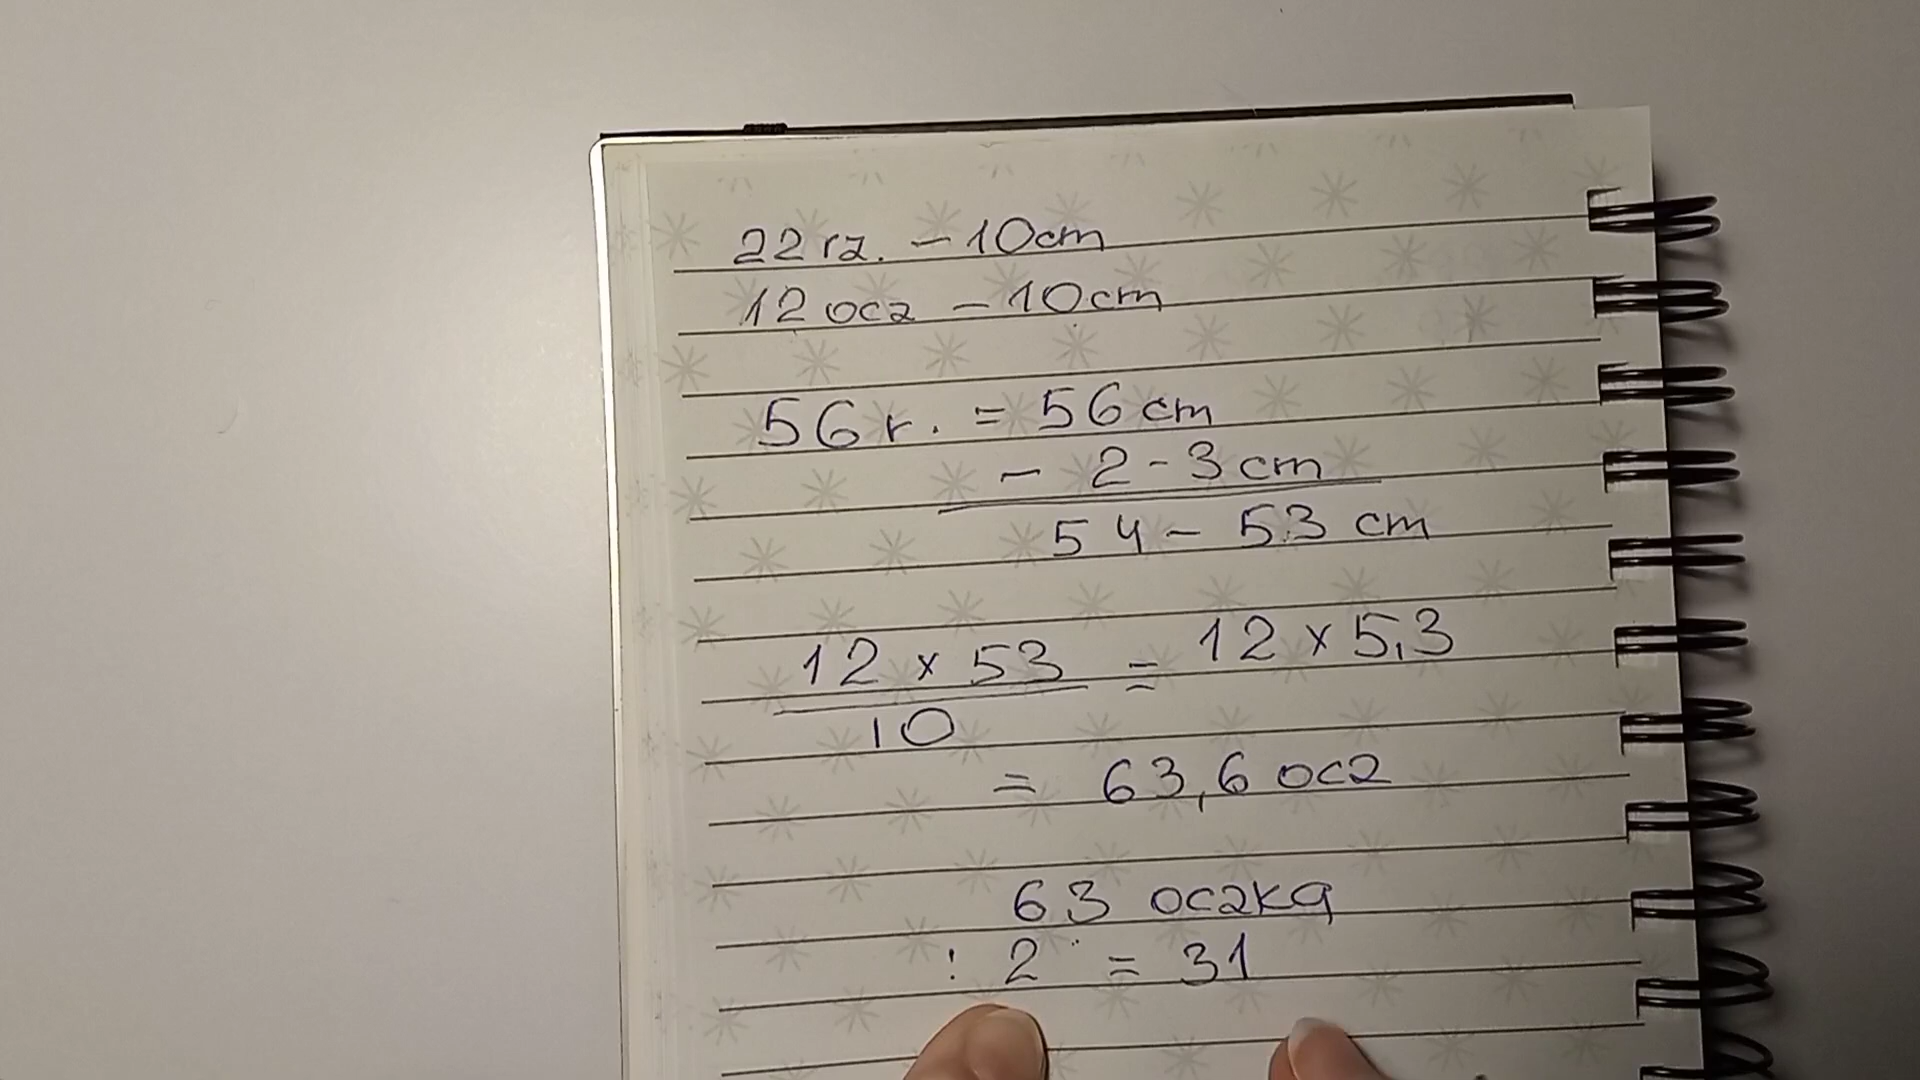 22 rz. – 10cm
12 ocz – 10cm
56 r. = 56 cm
– 2-3 cm
54 – 53 cm
12 x 53 = 12 x 5,3
10
= 63,6 ocz
63 oczka
: 2 = 31